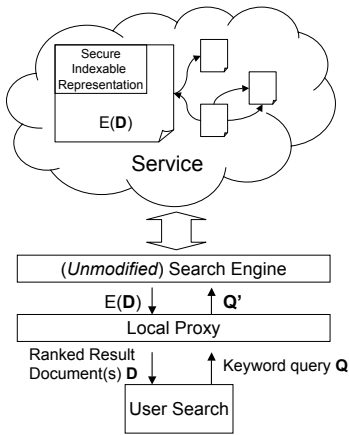 Secure
Indexable
Representation
E(D)
Service
(Unmodified) Search Engine
E(D)
Q'
Local Proxy
Ranked Result
Document(s) D
Keyword query Q
User Search